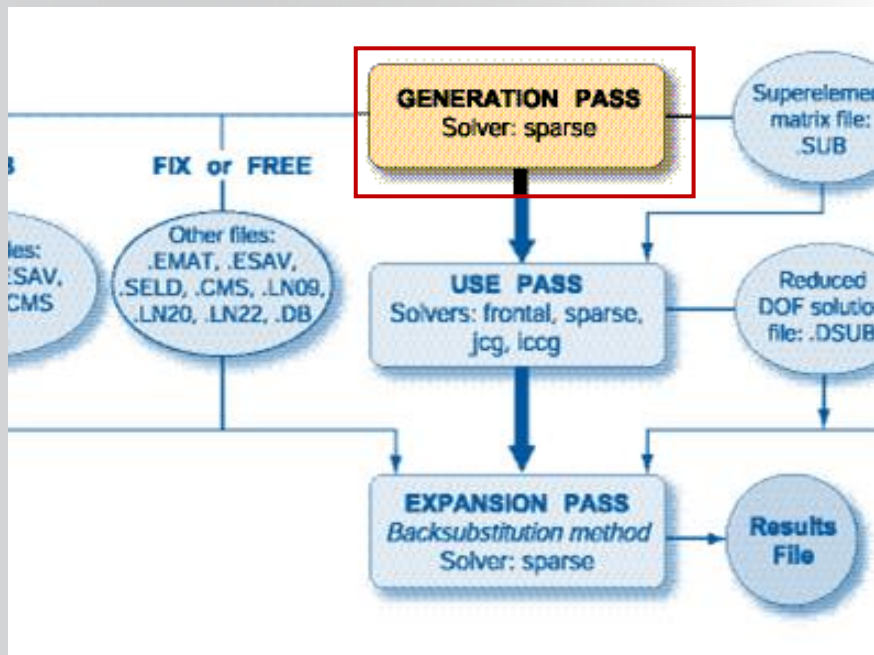 GENERATION PASS
Solver: sparse
matrix file:
.SUB
FIX or FREE
Other files:
.EMAT, .ESAV,
.SELD, .CMS, .LN09,
.LN20, .LN22, .DB
CMS
USE PASS
Solvers: frontal, sparse,
jcg, iccg
Reduced
DOF
file: .DSUB
EXPANSION PASS
Backsubstitution method
Solver: sparse
Results
File